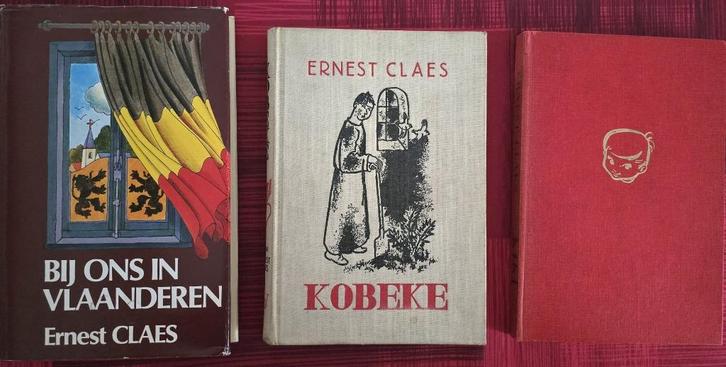 BIJ ONS IN
VLAANDEREN
Ernest CLAES
ERNEST CLAES
KOBEKE